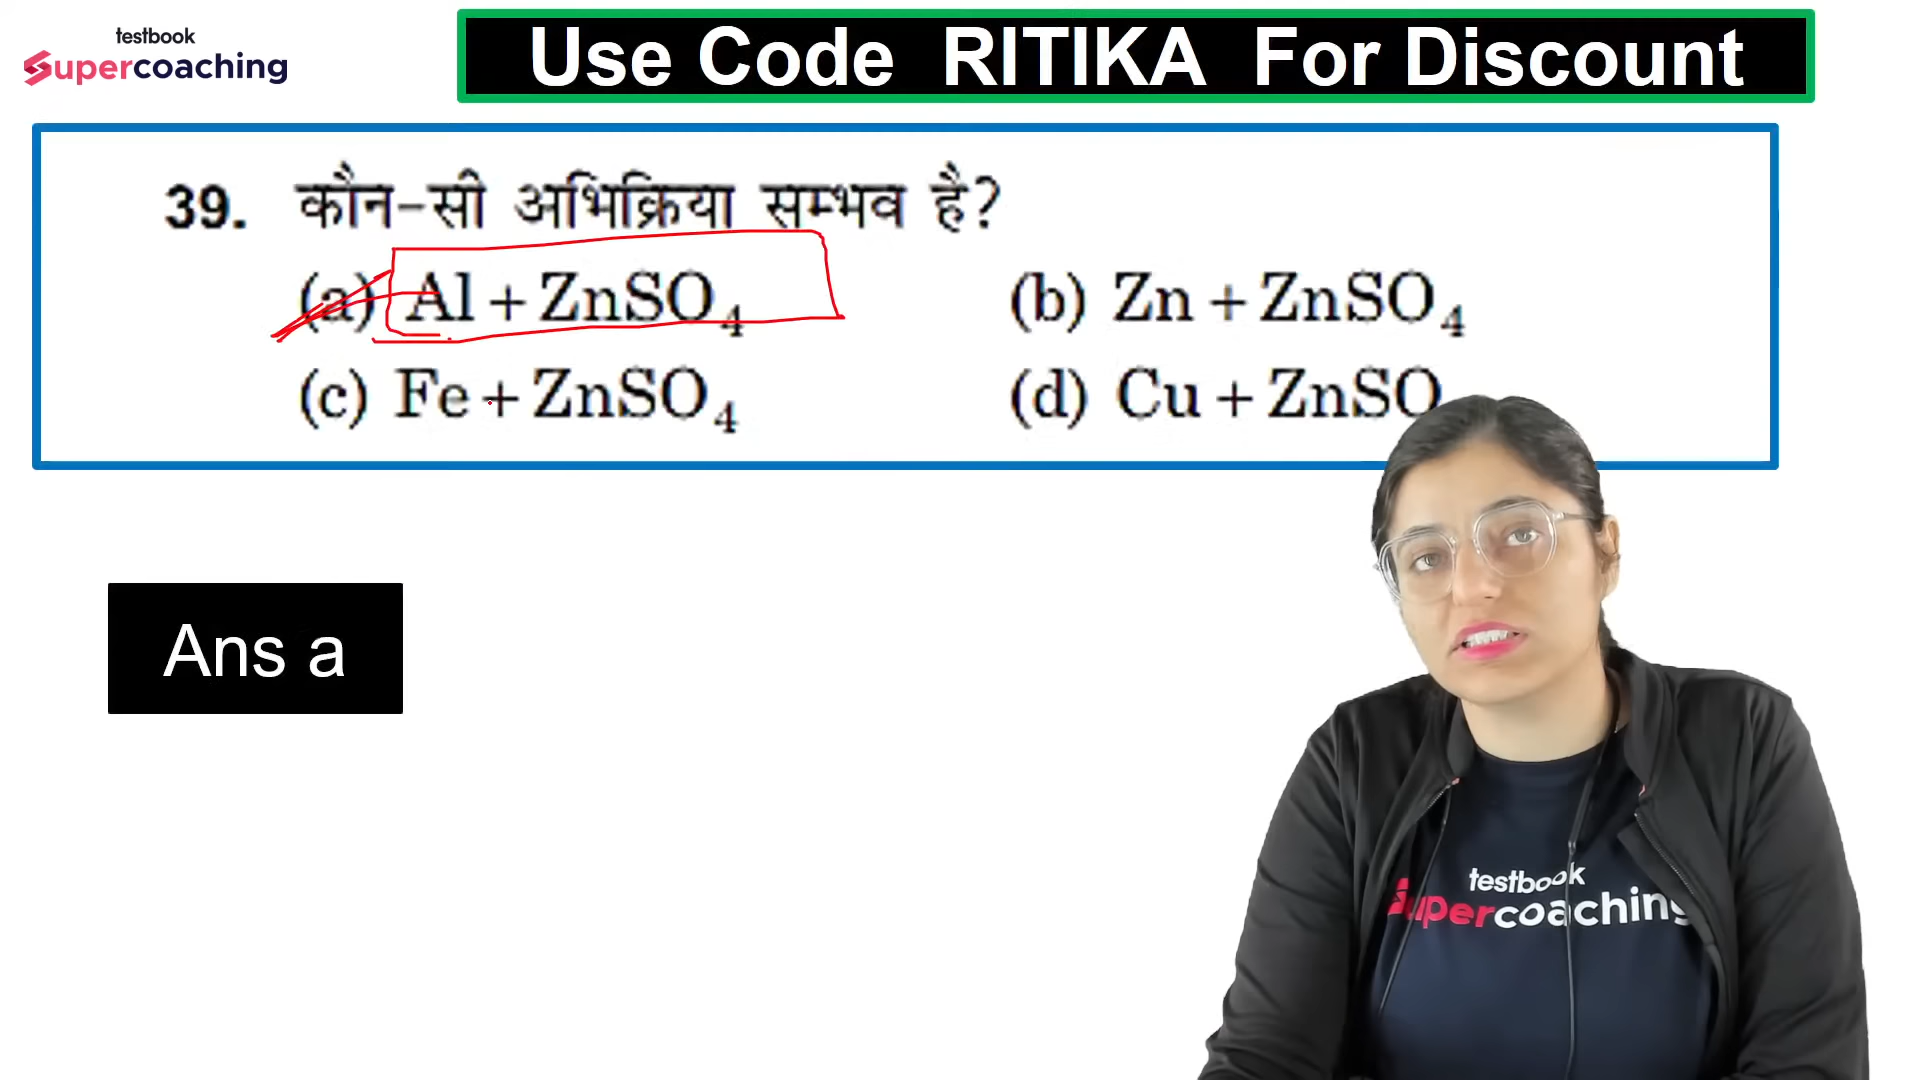 testbook
Supercoaching
Use Code RITIKA For Discount
39. कौन-सी अभिक्रिया सम्भव है?
(a) Al + ZnSO₄
(b) Zn + ZnSO₄
(c) Fe + ZnSO₄
(d) Cu + ZnSO
Ans a
testbook
Supercoaching